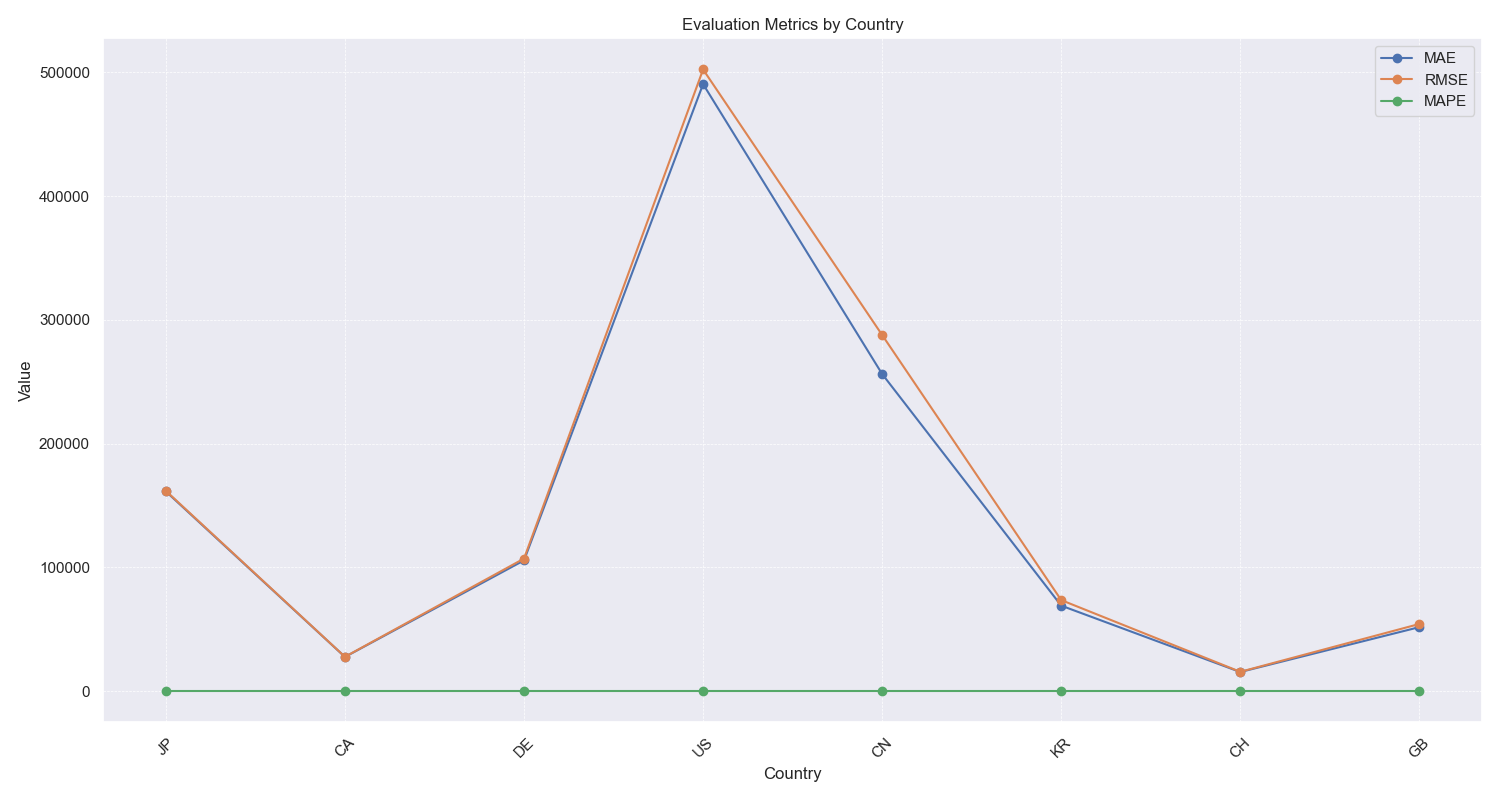 Evaluation Metrics by Country
MAE
RMSE
MAPE
500000
400000
300000
200000
100000
0
Value
JP
CA
DE
US
CN
KR
CH
GB
Country